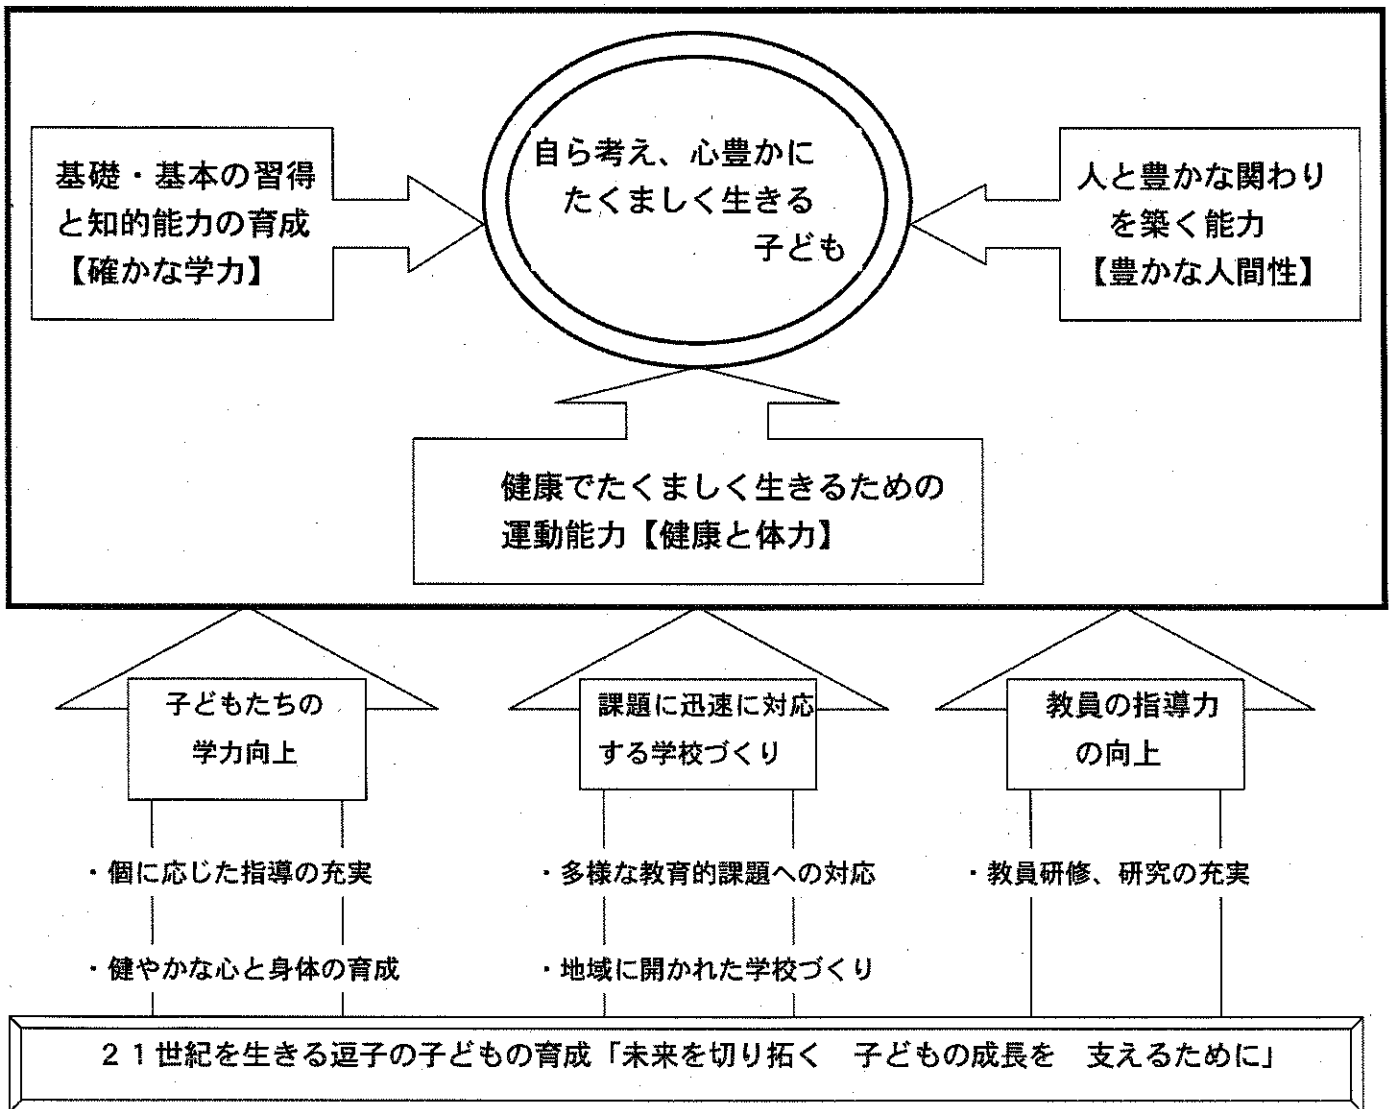 自ら考え、心豊かに
たくましく生きる
子ども
基礎・基本の習得
と知的能力の育成
【確かな学力】
人と豊かな関わり
を築く能力
【豊かな人間性】
健康でたくましく生きるための
運動能力【健康と体力】
子どもたちの
学力向上
課題に迅速に対応
する学校づくり
教員の指導力
の向上
・個に応じた指導の充実
・健やかな心と身体の育成
・多様な教育的課題への対応
・地域に開かれた学校づくり
・教員研修、研究の充実
21世紀を生きる逗子の子どもの育成「未来を切り拓く　子どもの成長を　支えるために」